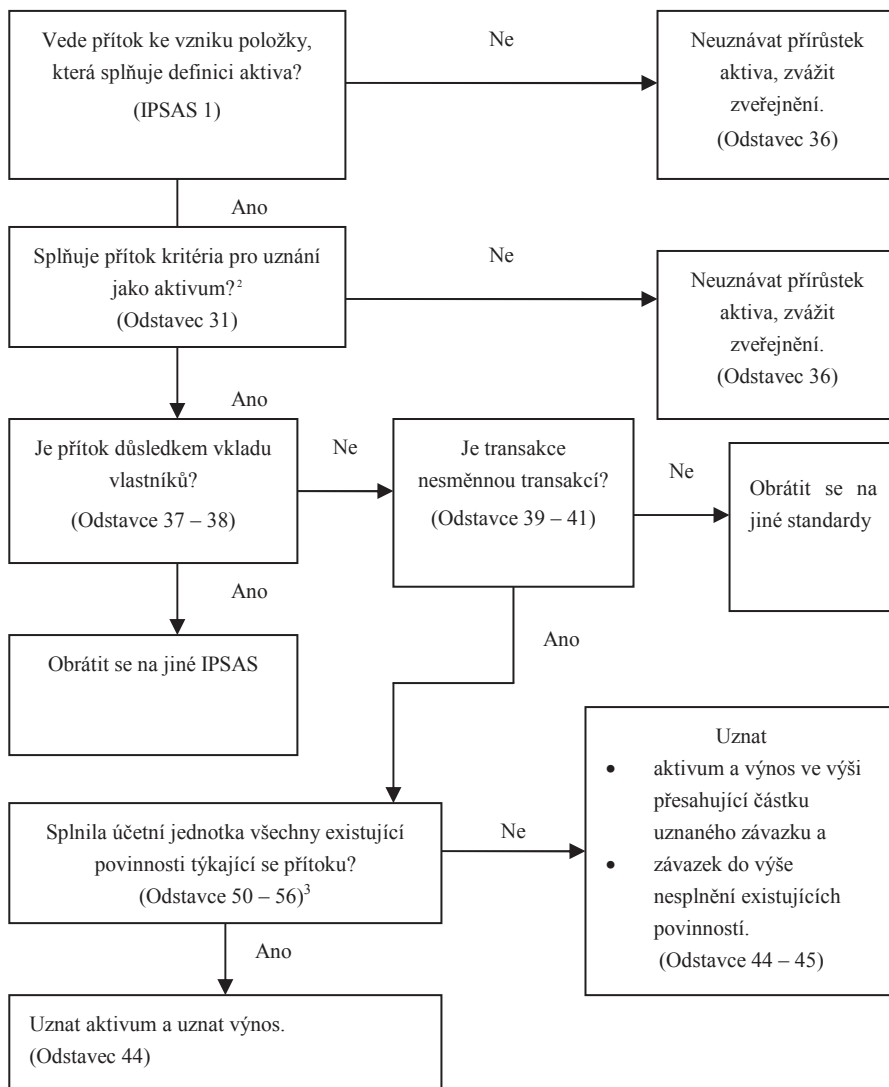 Vede přítok ke vzniku položky,
která splňuje definici aktiva?
(IPSAS 1)
Ne
Neuznávat přírůstek
aktiva, zvážit
zveřejnění.
(Odstavec 36)
Ano
Splňuje přítok kritéria pro uznání
jako aktivum?²
(Odstavec 31)
Ne
Neuznávat přírůstek
aktiva, zvážit
zveřejnění.
(Odstavec 36)
Ano
Je přítok důsledkem vkladu
vlastníků?
(Odstavce 37 – 38)
Ne
Je transakce
nesměnnou transakcí?
(Odstavce 39 – 41)
Ne
Obrátit se na
jiné standardy
Ano
Obrátit se na jiné IPSAS
Ano
Splnila účetní jednotka všechny existující
povinnosti týkající se přítoku?
(Odstavce 50 – 56)³
Ne
Uznat
• aktivum a výnos ve výši
přesahující částku
uznaného závazku a
• závazek do výše
nesplnění existujících
povinností.
(Odstavce 44 – 45)
Ano
Uznat aktivum a uznat výnos.
(Odstavec 44)